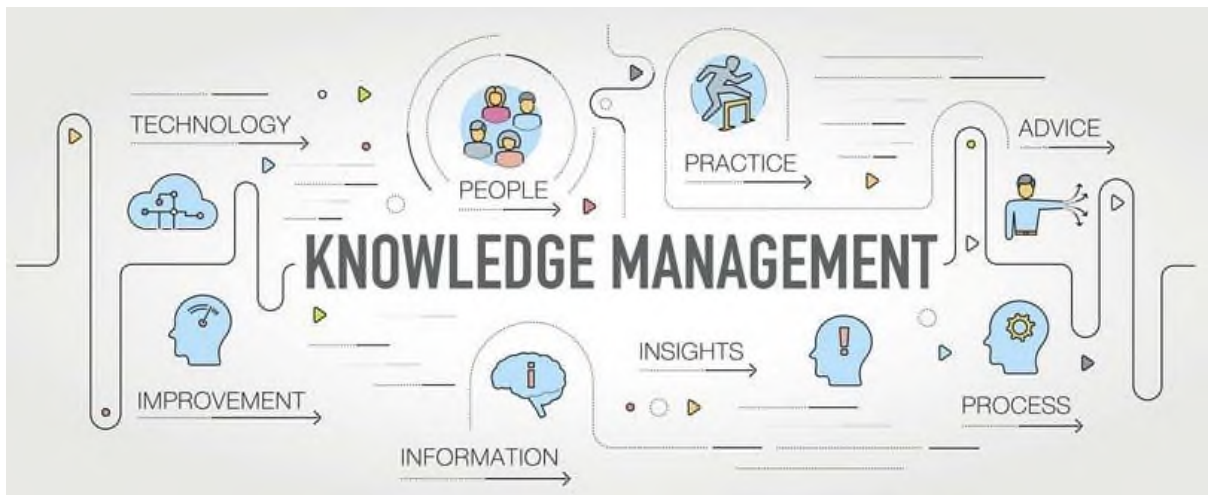 TECHNOLOGY
PEOPLE
PRACTICE
ADVICE
KNOWLEDGE MANAGEMENT
IMPROVEMENT
INFORMATION
i
INSIGHTS
!
PROCESS